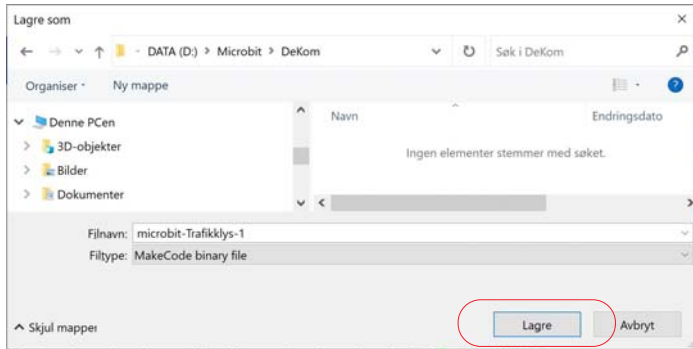 Lagre som
DATA (D:) > Microbit > DeKom
Søk i DeKom
Organiser
Ny mappe
Denne PCen
Navn
Endringsdato
3D-objekter
Ingen elementer stemmer med søket.
Bilder
Dokumenter
Filnavn: microbit-Trafikklys-1
Filtype: MakeCode binary file
Skjul mapper
Lagre
Avbryt